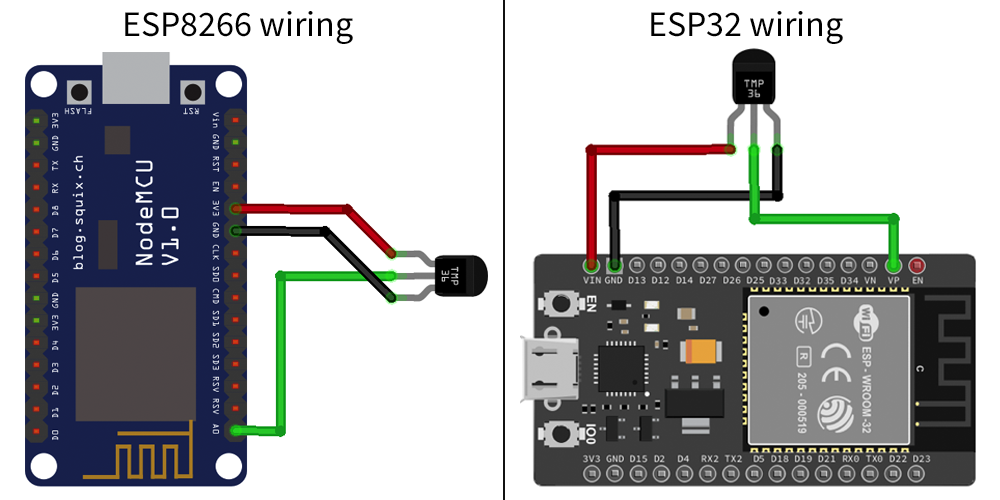 ESP8266 wiring
FLASH
RST
3V3
GND
TX
RX
D8
D7
D6
D5
GND
3V3
D4
D3
D2
D1
D0
blog.squix.ch
NodeMCU
V1.0
Vin
GND
RST
EN
3V3
GND
CLK
SDO
CMD
SD1
SD2
SD3
RSV
RSV
A0
TMP
36
ESP32 wiring
TMP
36
VIN GND D13 D12 D14 D27 D26 D25 D33 D32 D35 D34 VN VP EN
EN
IO0
WiFi
ESP-WROOM-32
CE
R
205-000519
C
3V3 GND D15 D2 D4 RX2 TX2 D5 D18 D19 D21 RX0 TX0 D22 D23